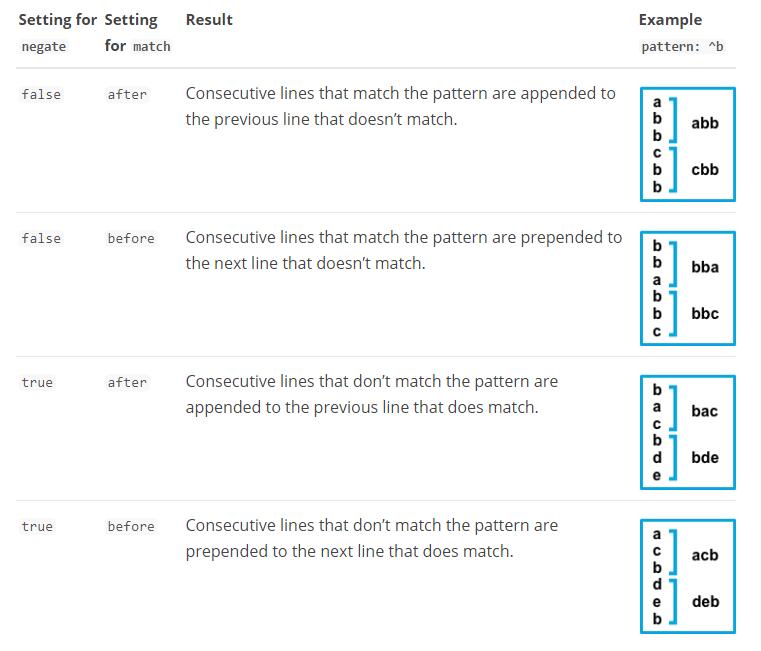 Setting for Setting Result Example
negate for match pattern: ^b
false after Consecutive lines that match the pattern are appended to
the previous line that doesn’t match.
a
b
b
c
b
b
abb
cbb
false before Consecutive lines that match the pattern are prepended to
the next line that doesn’t match.
b
b
a
b
b
c
bba
bbc
true after Consecutive lines that don’t match the pattern are
appended to the previous line that does match.
b
a
c
b
d
e
bac
bde
true before Consecutive lines that don’t match the pattern are
prepended to the next line that does match.
a
c
b
d
e
b
acb
deb